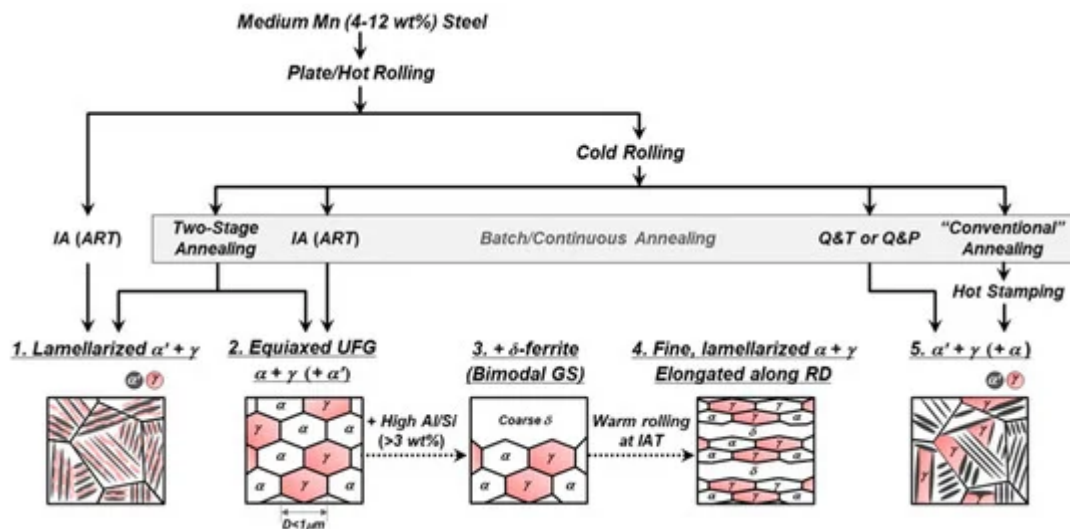 Medium Mn (4-12 wt%) Steel
Plate/Hot Rolling
Cold Rolling
IA (ART)
Two-Stage
Annealing
IA (ART)
Batch/Continuous Annealing
Q&T or Q&P
"Conventional"
Annealing
Hot Stamping
1. Lamellarized α' + γ
α' γ
2. Equiaxed UFG
α + γ (+ α')
α γ
γ α α
α γ
α γ α
α γ α
D<1μm
+ High Al/Si
(>3 wt%)
3. + δ-ferrite
(Bimodal GS)
Coarse δ
γ
α γ α
Warm rolling
at IAT
4. Fine, lamellarized α + γ
Elongated along RD
γ γ
α γ α
δ
α γ α
δ
γ γ
α γ α
5. α' + γ (+ α)
α' γ
γ
α
γ
γ
α